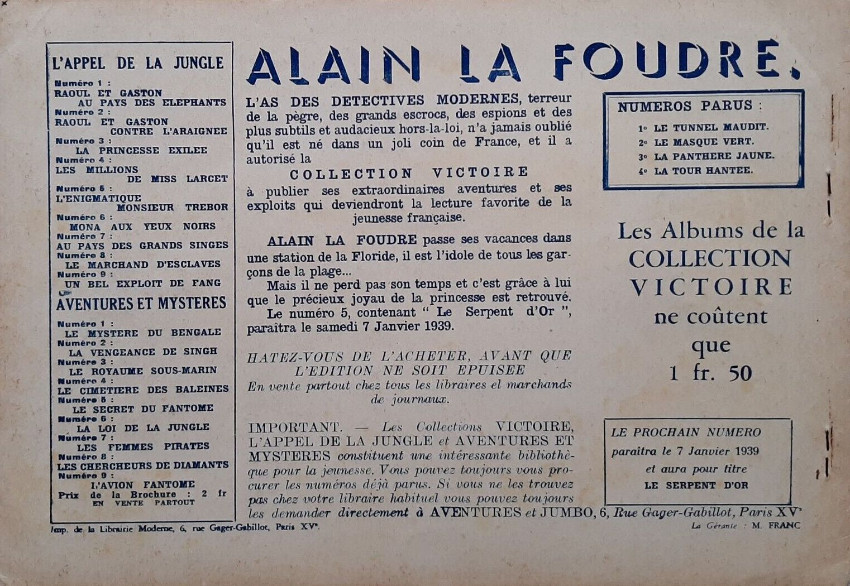 L'APPEL DE LA JUNGLE
Numéro 1 :
RAOUL ET GASTON
AU PAYS DES ELEPHANTS
Numéro 2 :
RAOUL ET GASTON
CONTRE L'ARAIGNEE
Numéro 3 :
LA PRINCESSE EXILEE
Numéro 4 :
LES MILLIONS
DE MISS LARCET
Numéro 5 :
L'ENIGMATIQUE
MONSIEUR TREBOR
Numéro 6 :
MONA AUX YEUX NOIRS
Numéro 7 :
AU PAYS DES GRANDS SINGES
Numéro 8 :
LE MARCHAND D'ESCLAVES
Numéro 9 :
UN BEL EXPLOIT DE FANG
AVENTURES ET MYSTERES
Numéro 1 :
LE MYSTERE DU BENGALE
Numéro 2 :
LA VENGEANCE DE SINGH
Numéro 3 :
LE ROYAUME SOUS-MARIN
Numéro 4 :
LE CIMETIERE DES BALEINES
Numéro 5 :
LE SECRET DU FANTOME
Numéro 6 :
LA LOI DE LA JUNGLE
Numéro 7 :
LES FEMMES PIRATES
Numéro 8 :
LES CHERCHEURS DE DIAMANTS
Numéro 9 :
L'AVION FANTOME
Prix de la Brochure : 2 fr
EN VENTE PARTOUT
Imp. de la Librairie Moderne, 6, rue Gager-Gabillot, Paris XVe.
ALAIN LA FOUDRE.
L'AS DES DETECTIVES MODERNES, terreur
de la pègre, des grands escrocs, des espions et des
plus subtils et audacieux hors-la-loi, n'a jamais oublié
qu'il est né dans un joli coin de France, et il a
autorisé la
COLLECTION VICTOIRE
à publier ses extraordinaires aventures et ses
exploits qui deviendront la lecture favorite de la
jeunesse française.
ALAIN LA FOUDRE passe ses vacances dans
une station de la Floride, il est l'idole de tous les gar-
çons de la plage...
Mais il ne perd pas son temps et c'est grâce à lui
que le précieux joyau de la princesse est retrouvé.
Le numéro 5, contenant " Le Serpent d'Or ",
paraîtra le samedi 7 Janvier 1939.
HATEZ-VOUS DE L'ACHETER, AVANT QUE
L'EDITION NE SOIT EPUISEE
En vente partout chez tous les libraires el marchands
de journaux.
IMPORTANT. — Les Collections VICTOIRE,
L'APPEL DE LA JUNGLE et AVENTURES ET
MYSTERES constituent une intéressante bibliothè-
que pour la jeunesse. Vous pouvez toujours vous pro-
curer les numéros déjà parus. Si vous ne les trouvez
pas chez votre libraire habituel vous pouvez toujours
les demander directement à AVENTURES et JUMBO, 6, Rue Gager-Gabillot, Paris XVe
La Gérante : M. FRANC
NUMEROS PARUS :
1° LE TUNNEL MAUDIT.
2° LE MASQUE VERT.
3° LA PANTHERE JAUNE.
4° LA TOUR HANTEE.
Les Albums de la
COLLECTION
VICTOIRE
ne coûtent
que
1 fr. 50
LE PROCHAIN NUMERO
paraîtra le 7 Janvier 1939
et aura pour titre
LE SERPENT D'OR